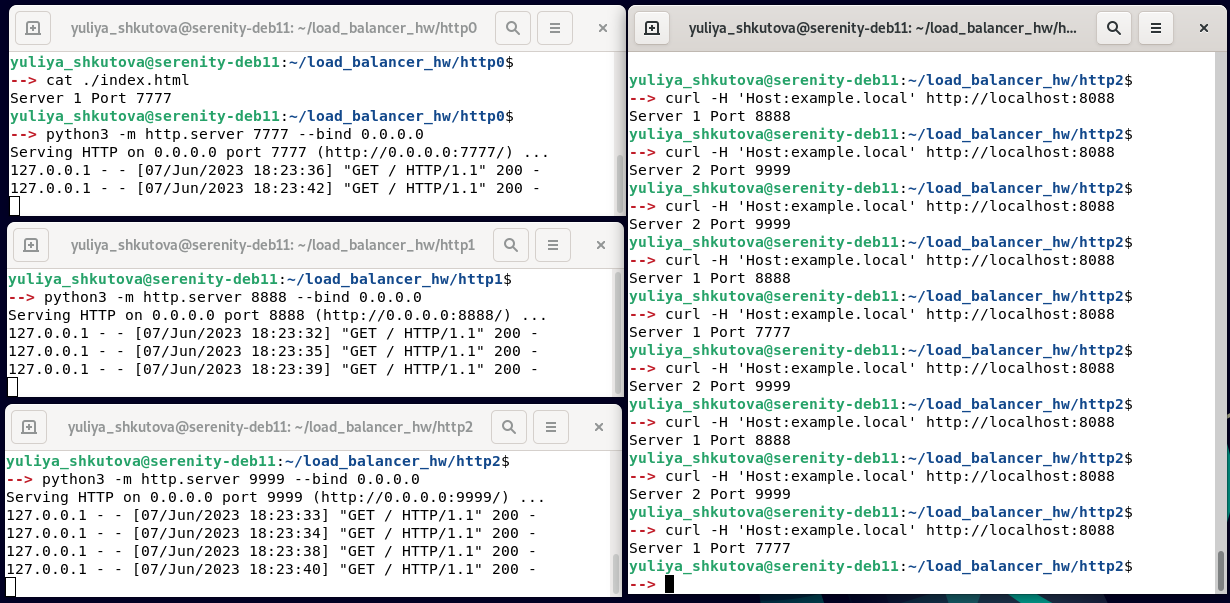 yuliya_shkutova@serenity-deb11: ~/load_balancer_hw/http0
yuliya_shkutova@serenity-deb11:~/load_balancer_hw/http0$
--> cat ./index.html
Server 1 Port 7777
yuliya_shkutova@serenity-deb11:~/load_balancer_hw/http0$
--> python3 -m http.server 7777 --bind 0.0.0.0
Serving HTTP on 0.0.0.0 port 7777 (http://0.0.0.0:7777/) ...
127.0.0.1 - - [07/Jun/2023 18:23:36] "GET / HTTP/1.1" 200 -
127.0.0.1 - - [07/Jun/2023 18:23:42] "GET / HTTP/1.1" 200 -
yuliya_shkutova@serenity-deb11: ~/load_balancer_hw/http1
yuliya_shkutova@serenity-deb11:~/load_balancer_hw/http1$
--> python3 -m http.server 8888 --bind 0.0.0.0
Serving HTTP on 0.0.0.0 port 8888 (http://0.0.0.0:8888/) ...
127.0.0.1 - - [07/Jun/2023 18:23:32] "GET / HTTP/1.1" 200 -
127.0.0.1 - - [07/Jun/2023 18:23:35] "GET / HTTP/1.1" 200 -
127.0.0.1 - - [07/Jun/2023 18:23:39] "GET / HTTP/1.1" 200 -
yuliya_shkutova@serenity-deb11: ~/load_balancer_hw/http2
yuliya_shkutova@serenity-deb11:~/load_balancer_hw/http2$
--> python3 -m http.server 9999 --bind 0.0.0.0
Serving HTTP on 0.0.0.0 port 9999 (http://0.0.0.0:9999/) ...
127.0.0.1 - - [07/Jun/2023 18:23:33] "GET / HTTP/1.1" 200 -
127.0.0.1 - - [07/Jun/2023 18:23:34] "GET / HTTP/1.1" 200 -
127.0.0.1 - - [07/Jun/2023 18:23:38] "GET / HTTP/1.1" 200 -
127.0.0.1 - - [07/Jun/2023 18:23:40] "GET / HTTP/1.1" 200 -
yuliya_shkutova@serenity-deb11: ~/load_balancer_hw/h...
yuliya_shkutova@serenity-deb11:~/load_balancer_hw/http2$
--> curl -H 'Host:example.local' http://localhost:8088
Server 1 Port 8888
yuliya_shkutova@serenity-deb11:~/load_balancer_hw/http2$
--> curl -H 'Host:example.local' http://localhost:8088
Server 2 Port 9999
yuliya_shkutova@serenity-deb11:~/load_balancer_hw/http2$
--> curl -H 'Host:example.local' http://localhost:8088
Server 2 Port 9999
yuliya_shkutova@serenity-deb11:~/load_balancer_hw/http2$
--> curl -H 'Host:example.local' http://localhost:8088
Server 1 Port 8888
yuliya_shkutova@serenity-deb11:~/load_balancer_hw/http2$
--> curl -H 'Host:example.local' http://localhost:8088
Server 1 Port 7777
yuliya_shkutova@serenity-deb11:~/load_balancer_hw/http2$
--> curl -H 'Host:example.local' http://localhost:8088
Server 2 Port 9999
yuliya_shkutova@serenity-deb11:~/load_balancer_hw/http2$
--> curl -H 'Host:example.local' http://localhost:8088
Server 1 Port 8888
yuliya_shkutova@serenity-deb11:~/load_balancer_hw/http2$
--> curl -H 'Host:example.local' http://localhost:8088
Server 2 Port 9999
yuliya_shkutova@serenity-deb11:~/load_balancer_hw/http2$
--> curl -H 'Host:example.local' http://localhost:8088
Server 1 Port 7777
yuliya_shkutova@serenity-deb11:~/load_balancer_hw/http2$
-->